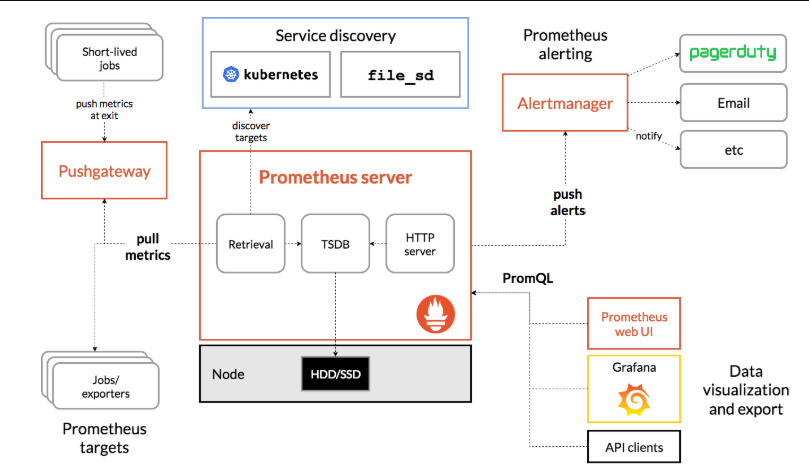 Short-lived
jobs
push metrics
at exit
Pushgateway
Service discovery
kubernetes
file_sd
discover
targets
Prometheus
alerting
Alertmanager
pagerduty
Email
notify
etc
Prometheus server
Retrieval
TSDB
HTTP
server
pull
metrics
push
alerts
PromQL
Node
HDD/SSD
Jobs/
exporters
Prometheus
targets
Prometheus
web UI
Grafana
API clients
Data
visualization
and export